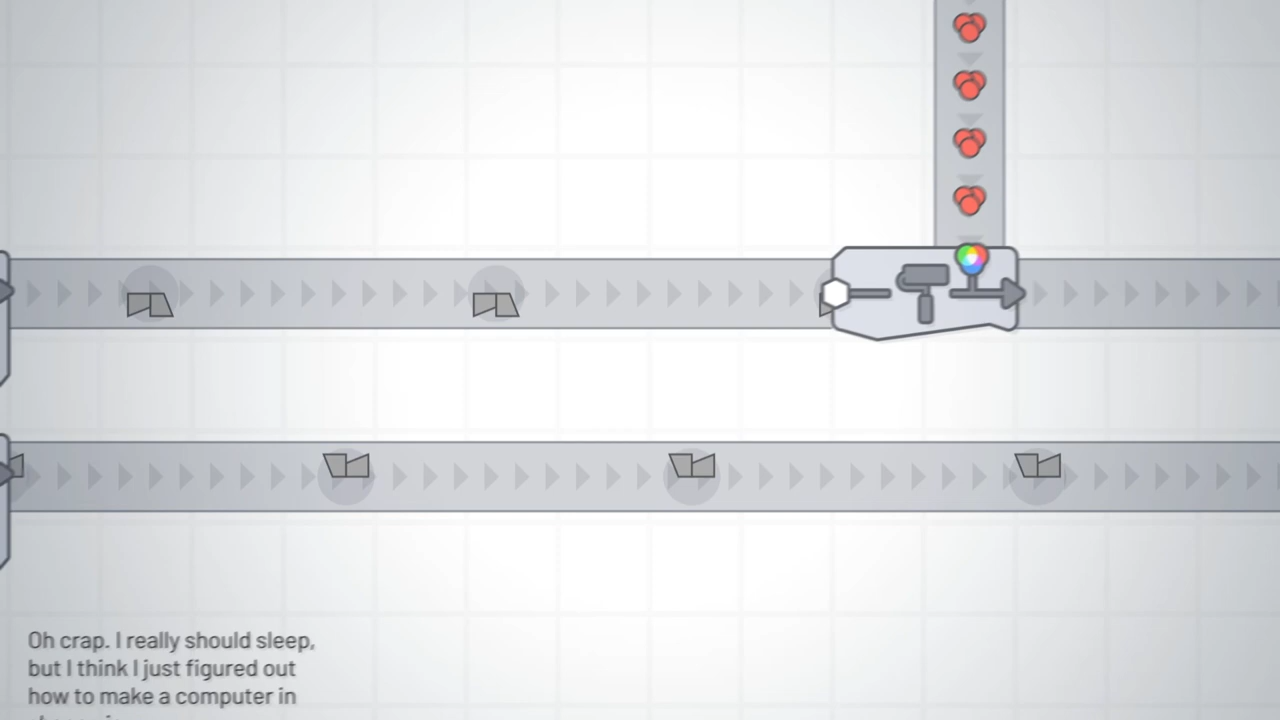 Oh crap. I really should sleep,
but I think I just figured out
how to make a computer in